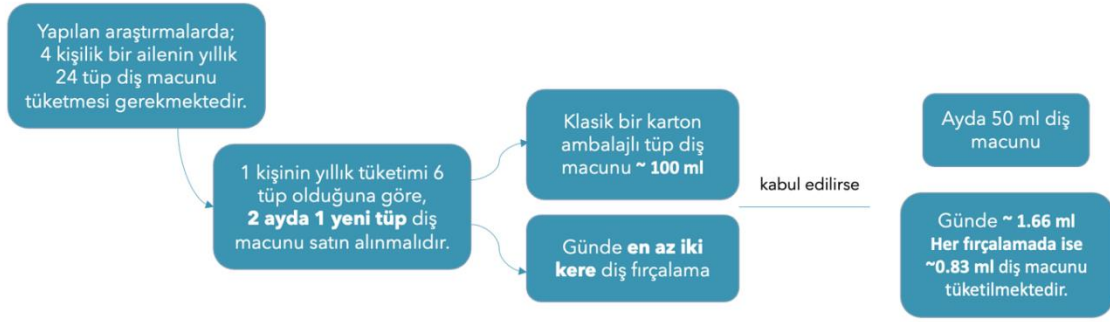 Yapılan araştırmalarda;
4 kişilik bir ailenin yıllık
24 tüp diş macunu
tüketmesi gerekmektedir.
1 kişinin yıllık tüketimi 6
tüp olduğuna göre,
2 ayda 1 yeni tüp diş
macunu satın alınmalıdır.
Klasik bir karton
ambalajlı tüp diş
macunu ~ 100 ml
Günde en az iki
kere diş fırçalama
kabul edilirse
Ayda 50 ml diş
macunu
Günde ~ 1.66 ml
Her fırçalamada ise
~0.83 ml diş macunu
tüketilmektedir.